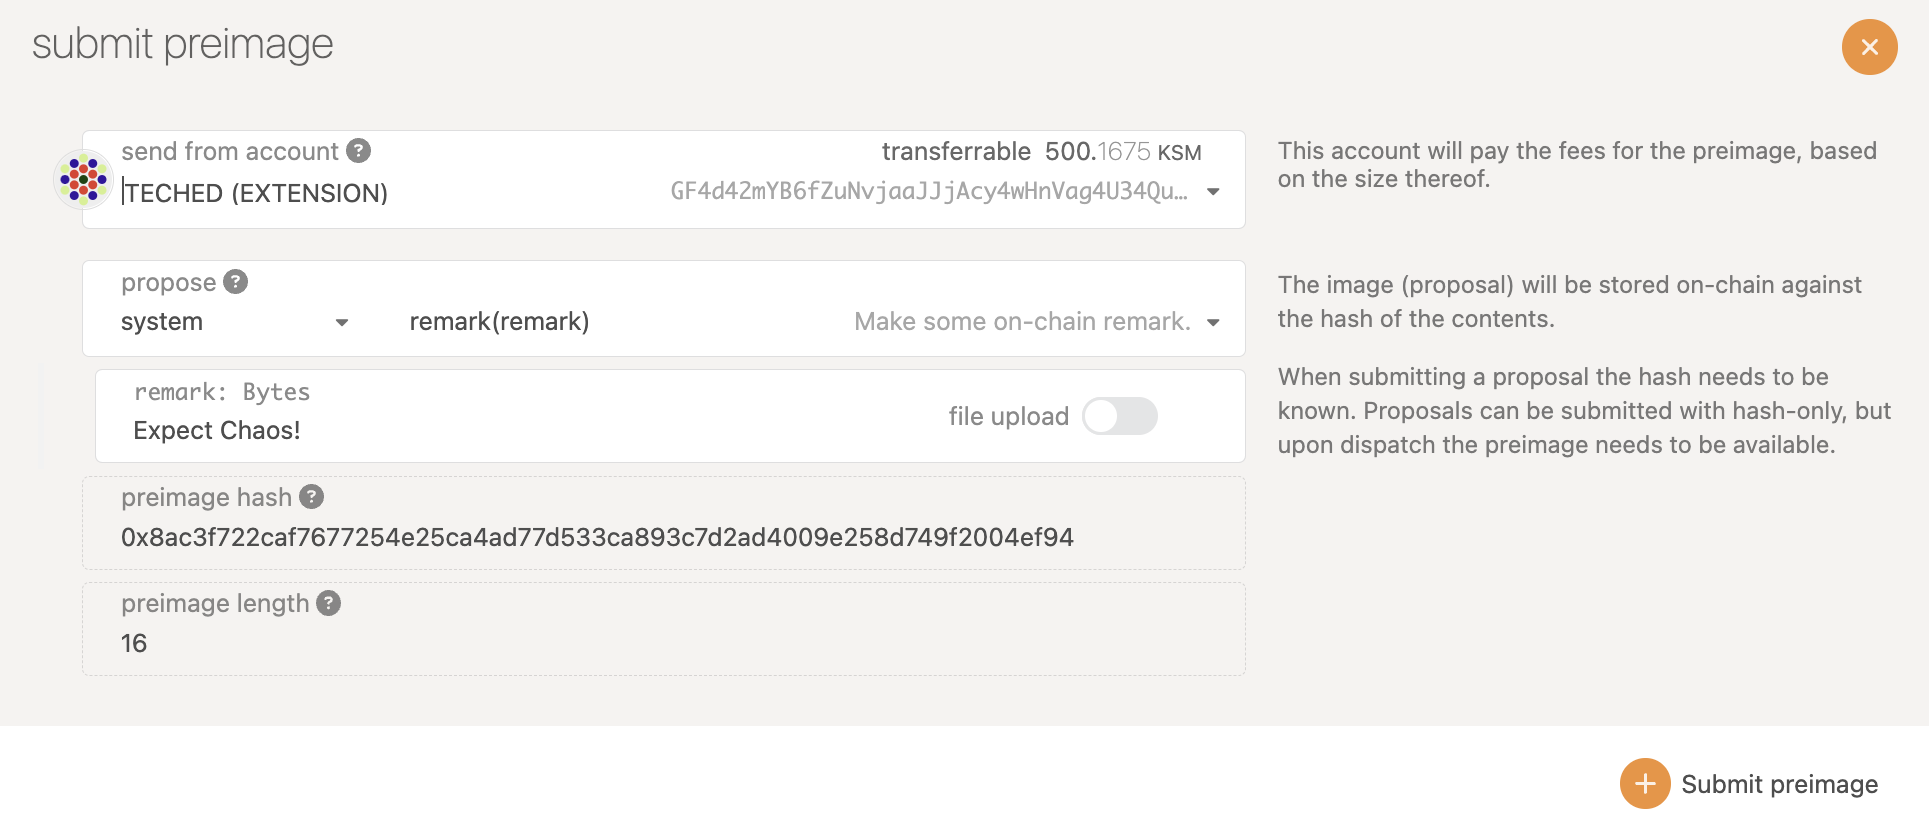 submit preimage
send from account ?
transferrable 500.1675 KSM
TECHED (EXTENSION)
GF4d42mYB6fZuNvjaaJJjAcy4wHnVag4U34Qu…
This account will pay the fees for the preimage, based
on the size thereof.
propose ?
system
remark(remark)
Make some on-chain remark.
The image (proposal) will be stored on-chain against
the hash of the contents.
remark: Bytes
Expect Chaos!
file upload
When submitting a proposal the hash needs to be
known. Proposals can be submitted with hash-only, but
upon dispatch the preimage needs to be available.
preimage hash ?
0x8ac3f722caf7677254e25ca4ad77d533ca893c7d2ad4009e258d749f2004ef94
preimage length ?
16
Submit preimage